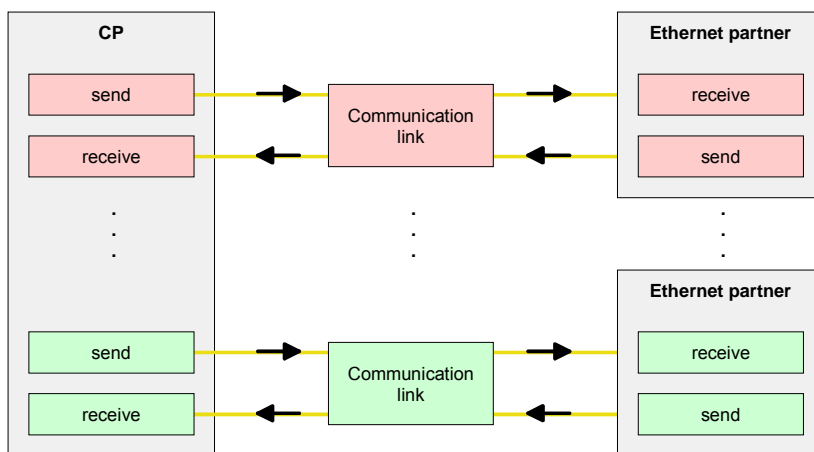 CP
Ethernet partner
send
Communication
link
receive
receive
send
. . .
. . .
. . .
Ethernet partner
send
Communication
link
receive
receive
send